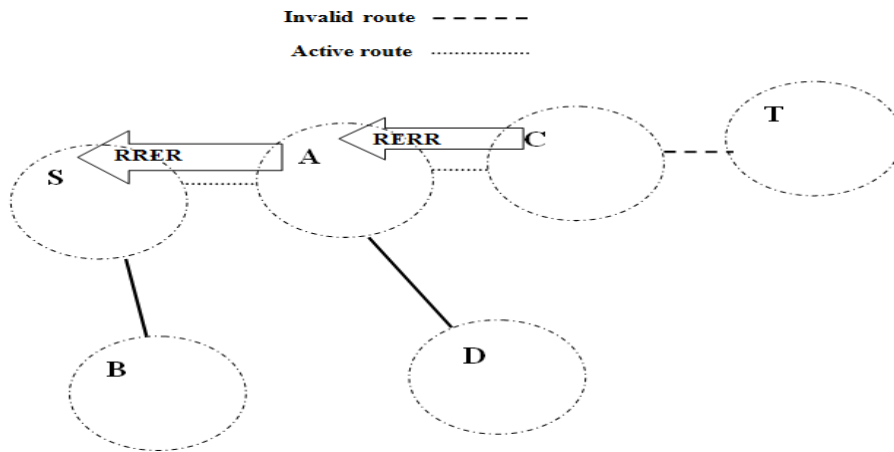 Invalid route
Active route
T
RRER
A
RERR
C
S
B
D